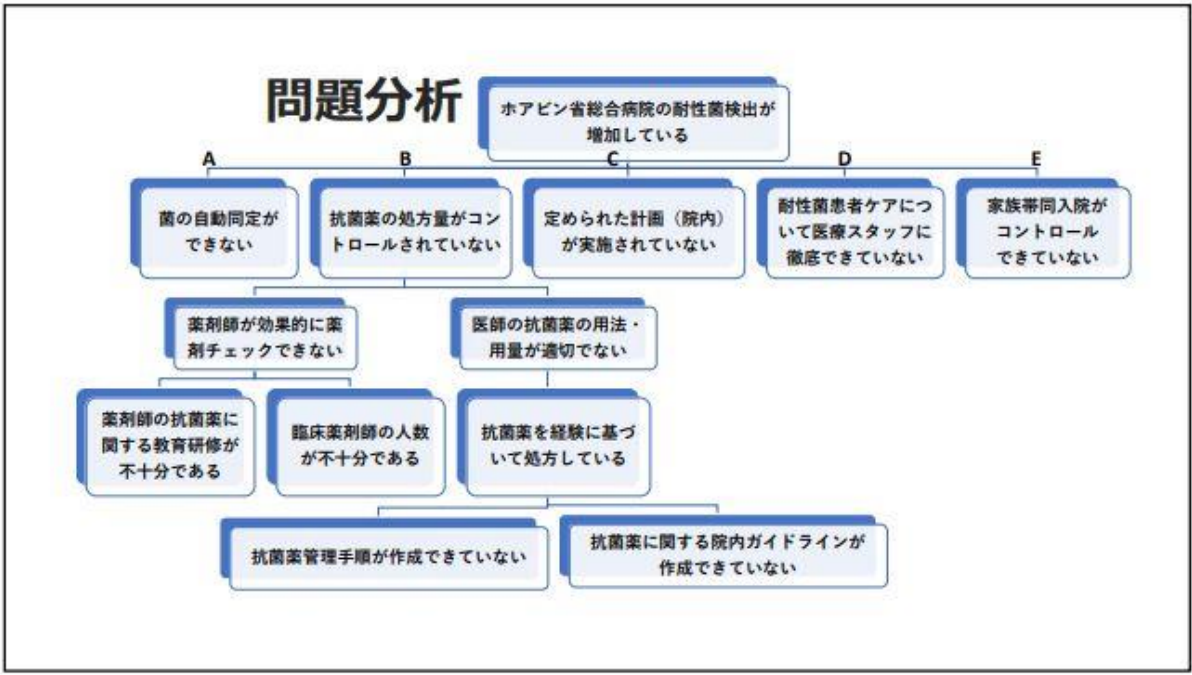 問題分析
ホアビン省総合病院の耐性菌検出が
増加している
A
B
C
D
E
菌の自動同定が
できない
抗菌薬の処方量がコン
トロールされていない
定められた計画（院内）
が実施されていない
耐性菌患者ケアにつ
いて医療スタッフに
徹底できていない
家族帯同入院が
コントロール
できていない
薬剤師が効果的に薬
剤チェックできない
医師の抗菌薬の用法・
用量が適切でない
薬剤師の抗菌薬に
関する教育研修が
不十分である
臨床薬剤師の人数
が不十分である
抗菌薬を経験に基づ
いて処方している
抗菌薬管理手順が作成できていない
抗菌薬に関する院内ガイドラインが
作成できていない